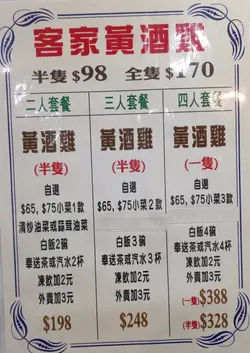 客家黃酒雞
半隻 $98 全隻 $170
二人套餐
黃酒雞
(半隻)
自選
$65, $75小菜1款
清炒油菜或蒜茸油菜
白飯2碗
奉送茶或汽水2杯
凍飲加2元
外賣加3元
$198
三人套餐
黃酒雞
(半隻)
自選
$65, $75小菜2款
白飯3碗
奉送茶或汽水3杯
凍飲加2元
外賣加3元
$248
四人套餐
黃酒雞
(一隻)
自選
$65, $75小菜3款
白飯4碗
奉送茶或汽水4杯
凍飲加2元
外賣加3元
(一隻)$388
(半隻)$328